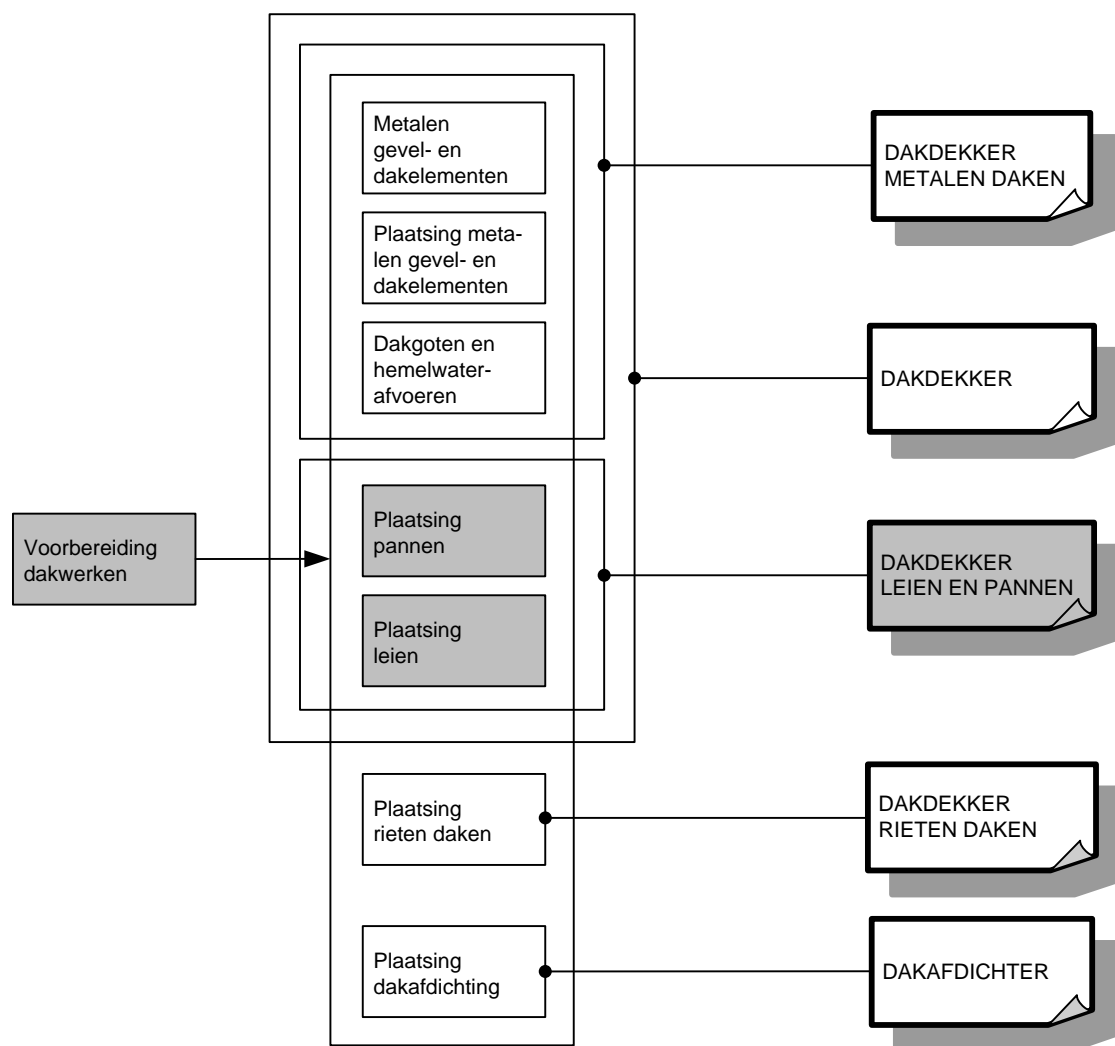 Metalen
gevel- en
dakelementen
DAKDEKKER
METALEN DAKEN
Plaatsing meta-
len gevel- en
dakelementen
Dakgoten en
hemelwater-
afvoeren
DAKDEKKER
Voorbereiding
dakwerken
Plaatsing
pannen
DAKDEKKER
LEIEN EN PANNEN
Plaatsing
leien
Plaatsing
rieten daken
DAKDEKKER
RIETEN DAKEN
Plaatsing
dakafdichting
DAKAFDICHTER